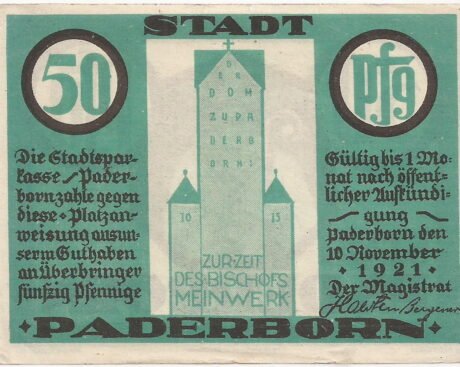 STADT
50
Pfg
DER
DOM
ZU PA
DERB
ORN:
10 15
ZUR·ZEIT
DES·BISCHOFS
MEINWERK
Die Stadtspar-
kasse Pader-
born zahle gegen
diese Platzan-
weisung aus un-
serm Guthaben
an Überbringer
fünfzig Pfennige
Gültig bis 1 Mo-
nat nach öffent-
licher Aufkündi-
gung
Paderborn den
10 November
1921
Der Magistrat
PADERBORN